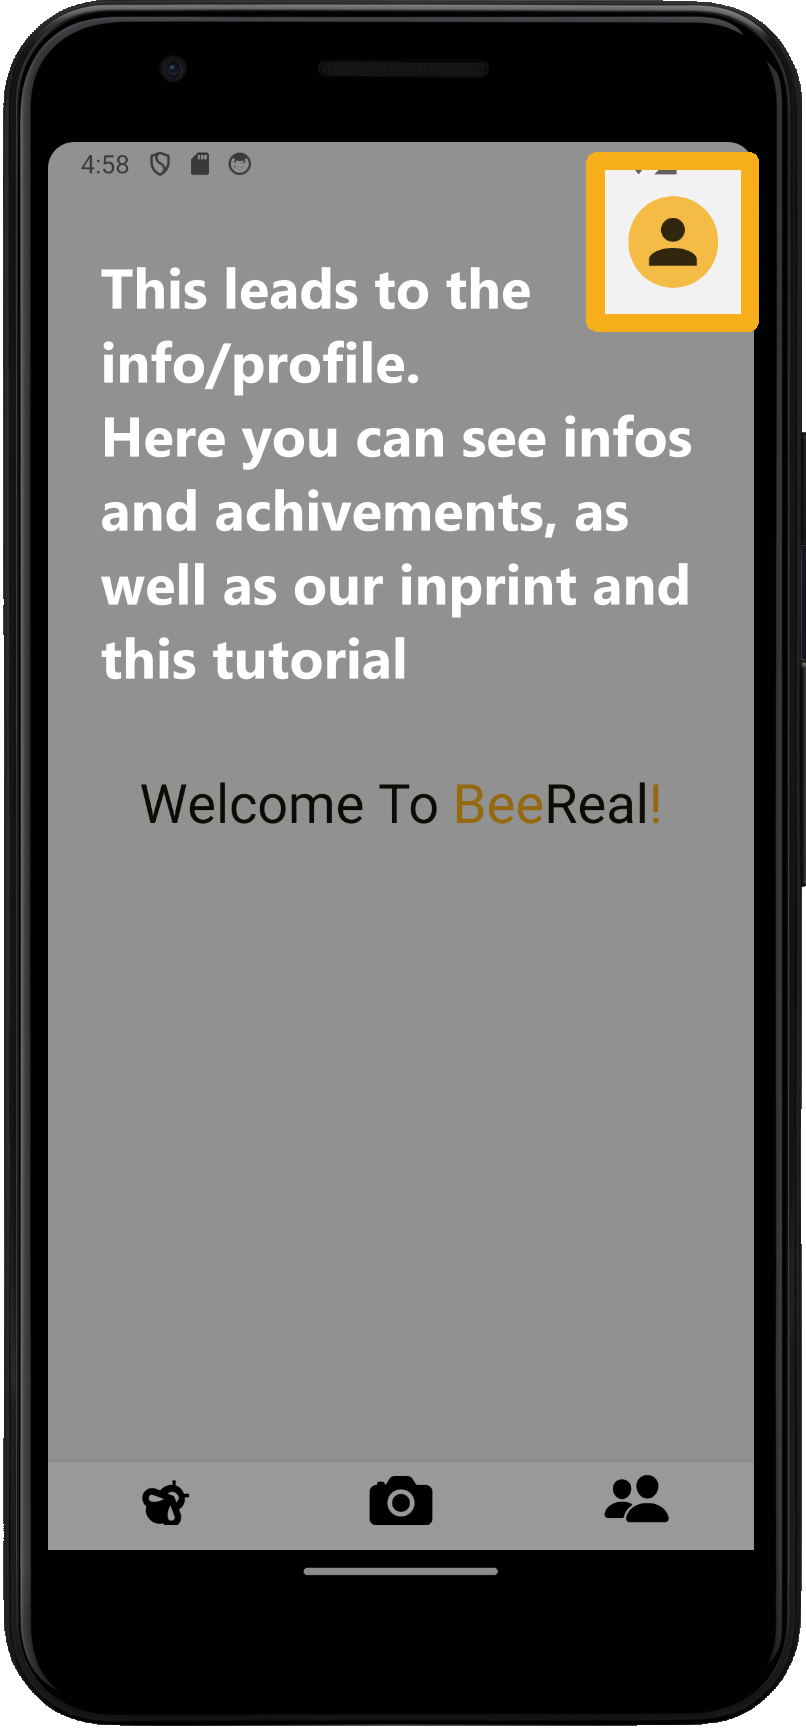 4:58
This leads to the
info/profile.
Here you can see infos
and achivements, as
well as our inprint and
this tutorial
Welcome To BeeReal!